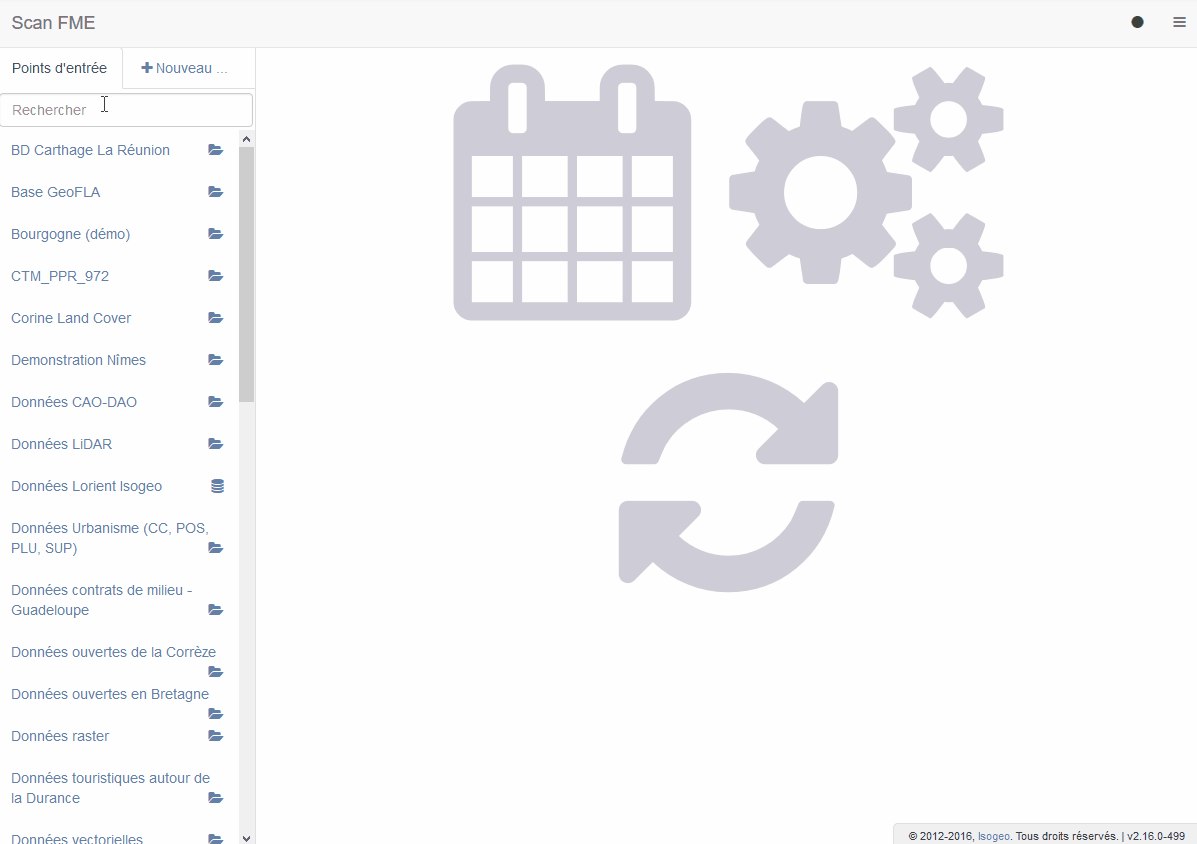 Scan FME
Points d'entrée
Nouveau ...
Rechercher
BD Carthage La Réunion
Base GeoFLA
Bourgogne (démo)
CTM_PPR_972
Corine Land Cover
Demonstration Nîmes
Données CAO-DAO
Données LiDAR
Données Lorient Isogeo
Données Urbanisme (CC, POS,
PLU, SUP)
Données contrats de milieu -
Guadeloupe
Données ouvertes de la Corrèze
Données ouvertes en Bretagne
Données raster
Données touristiques autour de
la Durance
Données vectorielles
© 2012-2016, Isogeo. Tous droits réservés. | v2.16.0-499